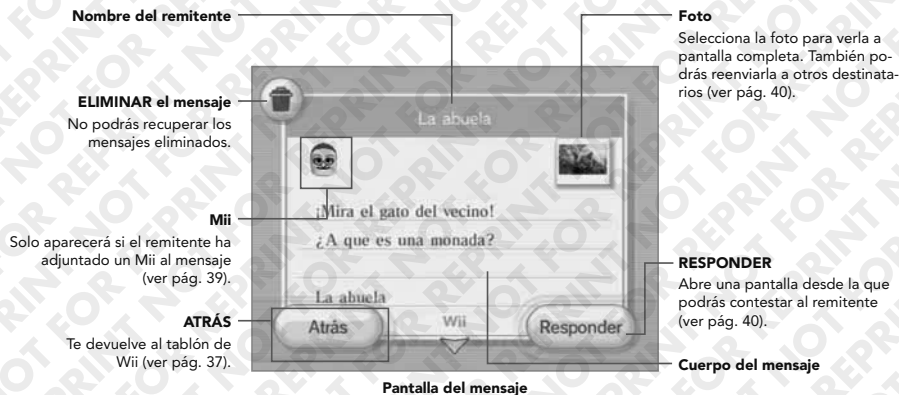 Nombre del remitente
Foto
Selecciona la foto para verla a
pantalla completa. También po-
drás reenviarla a otros destinata-
rios (ver pág. 40).
ELIMINAR el mensaje
No podrás recuperar los
mensajes eliminados.
La abuela
Mii
Solo aparecerá si el remitente ha
adjuntado un Mii al mensaje
(ver pág. 39).
¡Mira el gato del vecino!
¿A que es una monada?
La abuela
RESPONDER
Abre una pantalla desde la que
podrás contestar al remitente
(ver pág. 40).
ATRÁS
Te devuelve al tablón de
Wii (ver pág. 37).
Atrás
Wii
Responder
Cuerpo del mensaje
Pantalla del mensaje
NOT FOR REPRINT